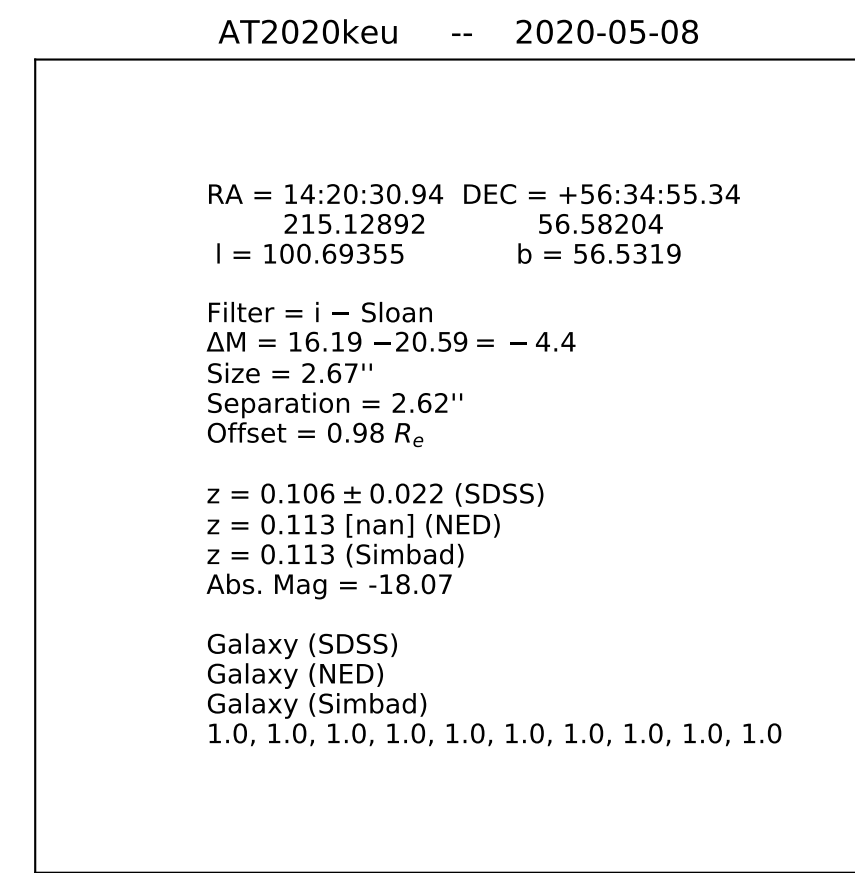 AT2020keu -- 2020-05-08
RA = 14:20:30.94 DEC = +56:34:55.34
215.12892 56.58204
l = 100.69355 b = 56.5319
Filter = i − Sloan
ΔM = 16.19 −20.59 = − 4.4
Size = 2.67''
Separation = 2.62''
Offset = 0.98 Rₑ
z = 0.106 ± 0.022 (SDSS)
z = 0.113 [nan] (NED)
z = 0.113 (Simbad)
Abs. Mag = -18.07
Galaxy (SDSS)
Galaxy (NED)
Galaxy (Simbad)
1.0, 1.0, 1.0, 1.0, 1.0, 1.0, 1.0, 1.0, 1.0, 1.0